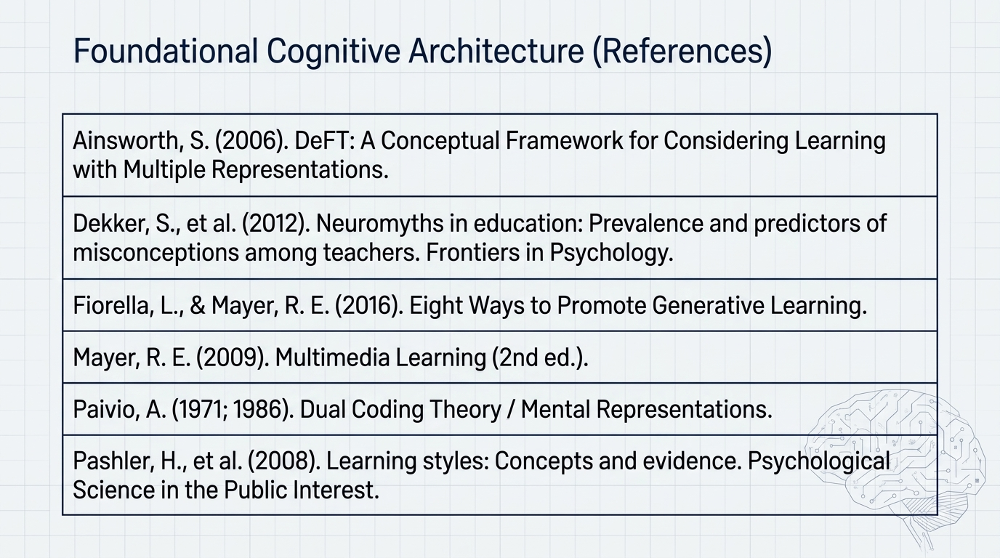 Foundational Cognitive Architecture (References)
Ainsworth, S. (2006). DeFT: A Conceptual Framework for Considering Learning
with Multiple Representations.
Dekker, S., et al. (2012). Neuromyths in education: Prevalence and predictors of
misconceptions among teachers. Frontiers in Psychology.
Fiorella, L., & Mayer, R. E. (2016). Eight Ways to Promote Generative Learning.
Mayer, R. E. (2009). Multimedia Learning (2nd ed.).
Paivio, A. (1971; 1986). Dual Coding Theory / Mental Representations.
Pashler, H., et al. (2008). Learning styles: Concepts and evidence. Psychological
Science in the Public Interest.